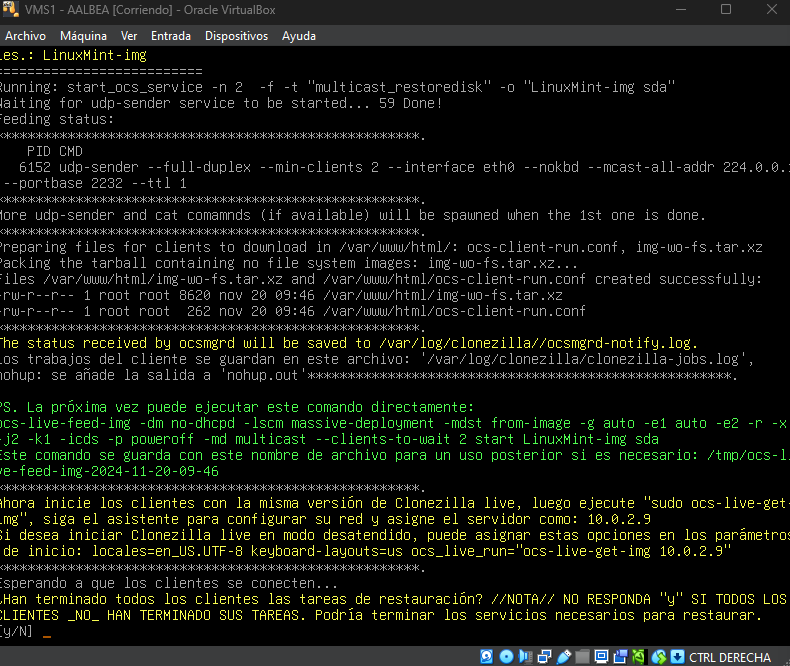 VMS1 - AALBEA [Corriendo] - Oracle VirtualBox
Archivos Máquina Ver Entrada Dispositivos Ayuda
les.: LinuxMint-img
==========================
Running: start_ocs_service -n 2  -f -t "multicast_restoredisk" -o "LinuxMint-img sda"
Waiting for udp-sender service to be started... 59 Done!
Feeding status:
*****************************************************.
PID CMD
6152 udp-sender --full-duplex --min-clients 2 --interface eth0 --nokbd --mcast-all-addr 224.0.0.
--portbase 2232 --ttl 1
*****************************************************.
More udp-sender and cat comamnds (if available) will be spawned when the 1st one is done.
*****************************************************.
Preparing files for clients to download in /var/www/html/: ocs-client-run.conf, img-wo-fs.tar.xz
Packing the tarball containing no file system images: img-wo-fs.tar.xz...
Files /var/www/html/img-wo-fs.tar.xz and /var/www/html/ocs-client-run.conf created successfully:
-rw-r--r-- 1 root root 8620 nov 20 09:46 /var/www/html/img-wo-fs.tar.xz
-rw-r--r-- 1 root root  262 nov 20 09:46 /var/www/html/ocs-client-run.conf
*****************************************************.
The status received by ocsmgrd will be saved to /var/log/clonezilla//ocsmgrd-notify.log.
Los trabajos del cliente se guardan en este archivo: '/var/log/clonezilla/clonezilla-jobs.log',
nohup: se añade la salida a 'nohup.out'*****************************************************.
PS. La próxima vez puede ejecutar este comando directamente:
ocs-live-feed-img -dm no-dhcpd -lscm massive-deployment -mdst from-image -g auto -e1 auto -e2 -r -x
-j2 -k1 -icds -p poweroff -md multicast --clients-to-wait 2 start LinuxMint-img sda
Este comando se guarda con este nombre de archivo para un uso posterior si es necesario: /tmp/ocs-li
ve-feed-img-2024-11-20-09-46
*****************************************************.
Ahora inicie los clientes con la misma versión de Clonezilla live, luego ejecute "sudo ocs-live-get-
img", siga el asistente para configurar su red y asigne el servidor como: 10.0.2.9
Si desea iniciar Clonezilla live en modo desatendido, puede asignar estas opciones en los parámetros
de inicio: locales=en_US.UTF-8 keyboard-layouts=us ocs_live_run="ocs-live-get-img 10.0.2.9"
*****************************************************.
Esperando a que los clientes se conecten...
¿Han terminado todos los clientes las tareas de restauración? //NOTA// NO RESPONDA "y" SI TODOS LOS
CLIENTES _NO_ HAN TERMINADO SUS TAREAS. Podría terminar los servicios necesarios para restaurar.
[y/N] _
CTRL DERECHA